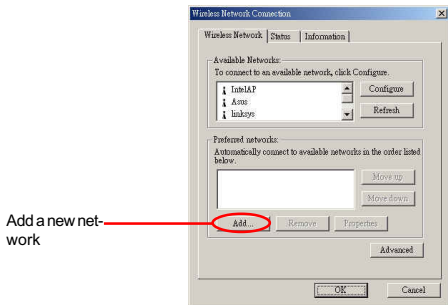 Wireless Network Connection
Wireless Network Status Information
Available Networks:
To connect to an available network, click Configure.
IntelAP
Asus
linksys
Configure
Refresh
Preferred networks:
Automatically connect to available networks in the order listed
below.
Move up
Move down
Add... Remove Properties
Advanced
OK Cancel
Add a new net-
work